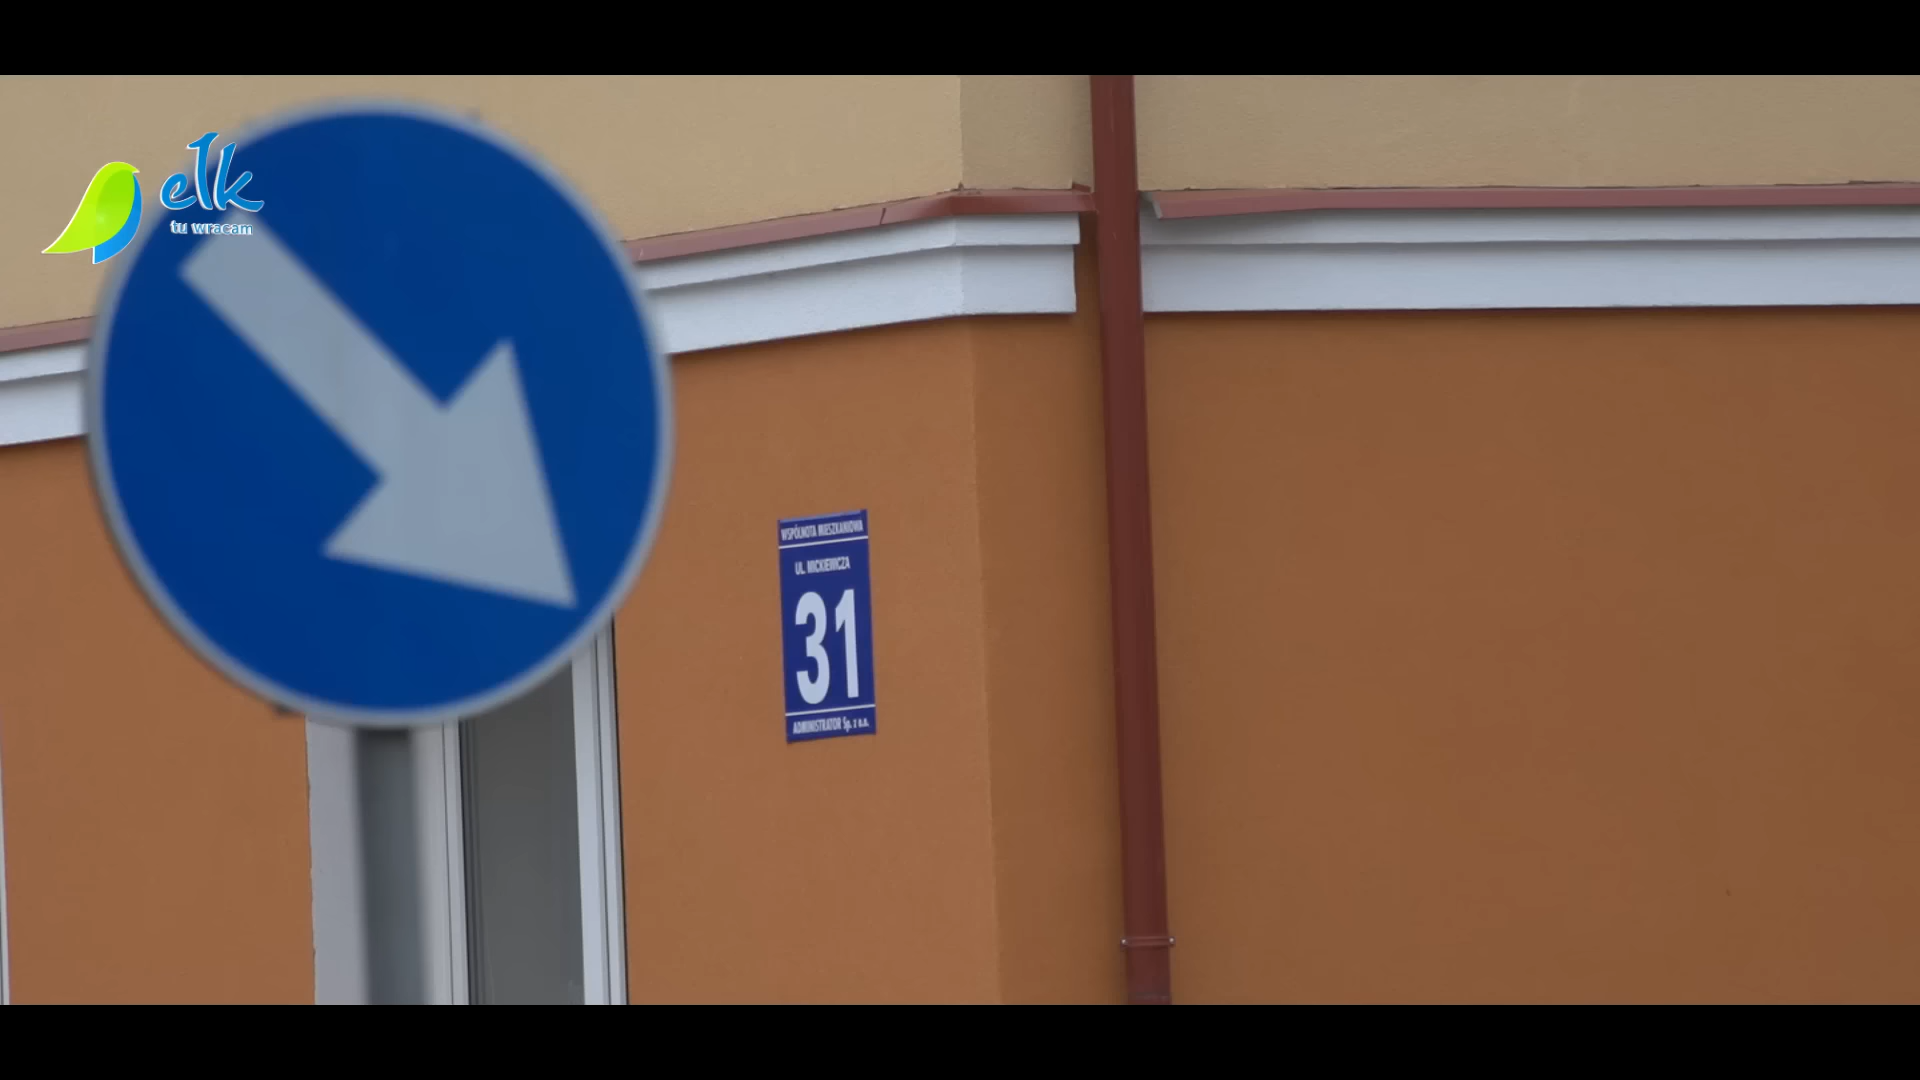 ełk
tu wracam
WSPÓLNOTA MIESZKANIOWA
UL. MICKIEWICZA
31
ADMINISTRATOR Sp. z o.o.